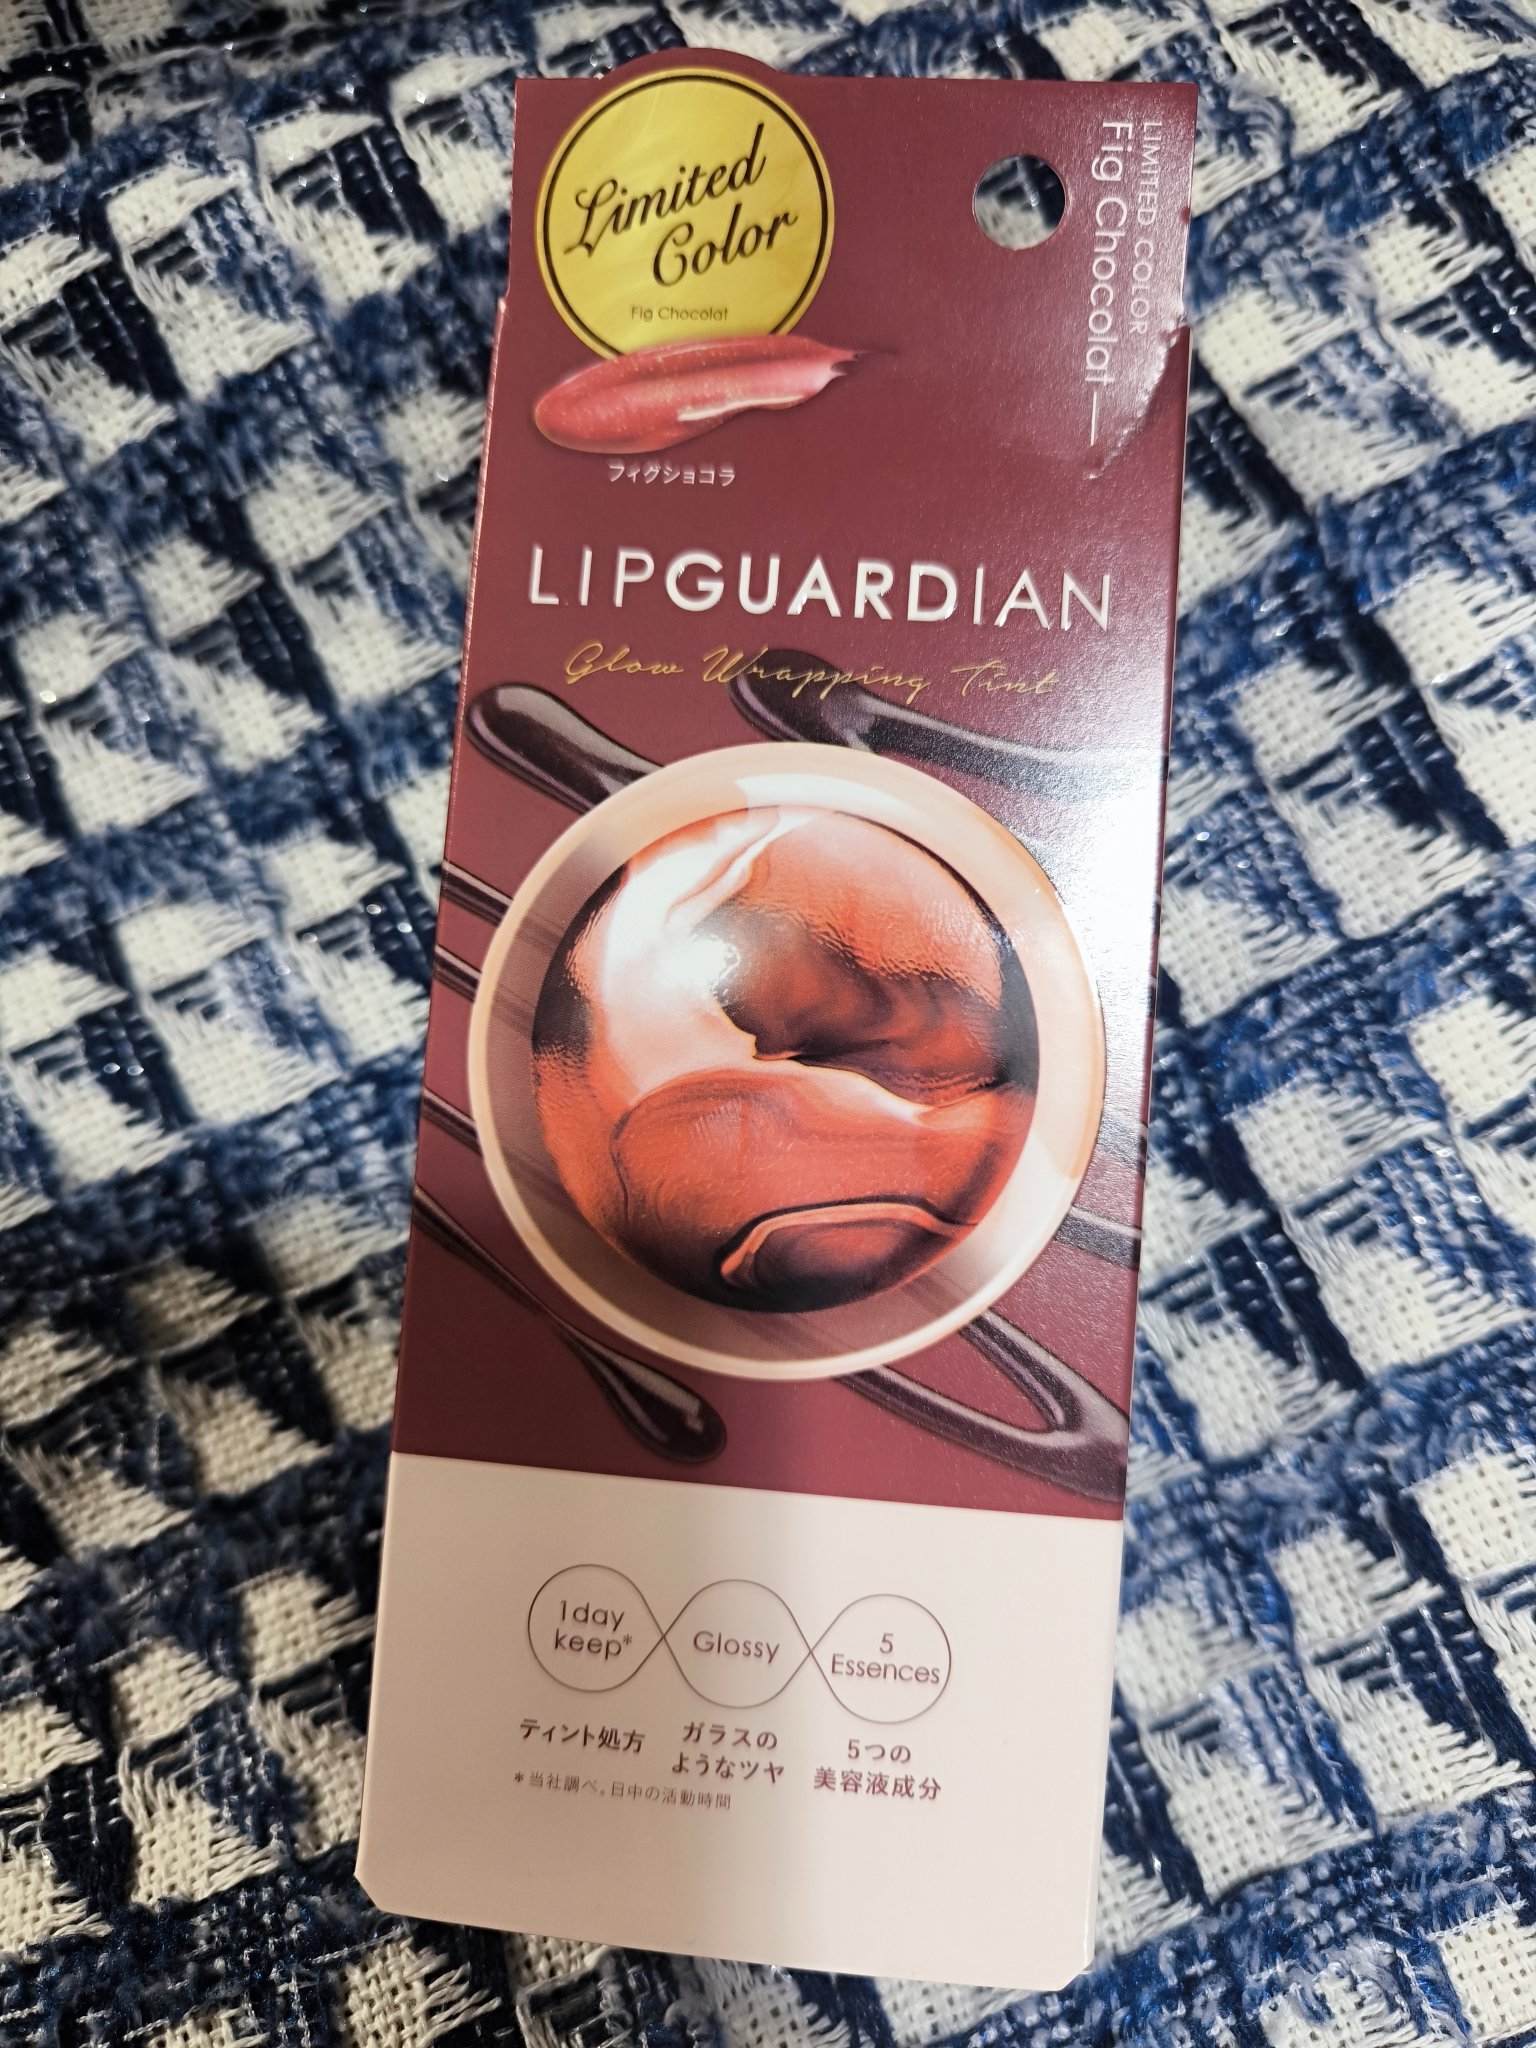 Limited
Color
Fig Chocolat
フィグショコラ
LIMITED COLOR
Fig Chocolat
LIPGUARDIAN
Glow Wrapping Tint
1day
keep*
Glossy
5
Essences
ティント処方
ガラスの
ようなツヤ
5つの
美容液成分
*当社調べ。日中の活動時間